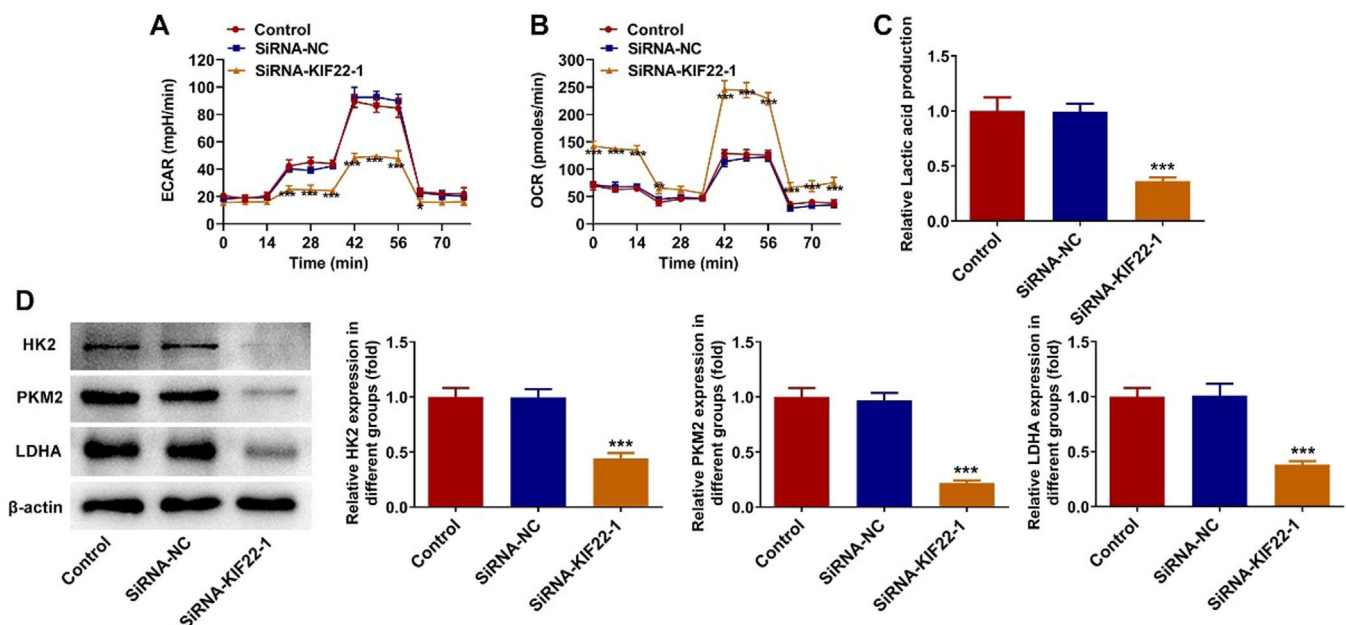 A
Control
SiRNA-NC
SiRNA-KIF22-1
ECAR (mpH/min)
120
100
80
60
40
20
0
***
***
***
***
***
***
*
0 14 28 42 56 70
Time (min)
B
Control
SiRNA-NC
SiRNA-KIF22-1
OCR (pmoles/min)
300
250
200
150
100
50
0
***
***
***
**
***
***
***
***
***
***
0 14 28 42 56 70
Time (min)
C
Relative Lactic acid production
1.5
1.0
0.5
0.0
***
Control
SiRNA-NC
SiRNA-KIF22-1
D
HK2
PKM2
LDHA
β-actin
Control
SiRNA-NC
SiRNA-KIF22-1
Relative HK2 expression in
different groups (fold)
1.5
1.0
0.5
0.0
***
Control
SiRNA-NC
SiRNA-KIF22-1
Relative PKM2 expression in
different groups (fold)
1.5
1.0
0.5
0.0
***
Control
SiRNA-NC
SiRNA-KIF22-1
Relative LDHA expression in
different groups (fold)
1.5
1.0
0.5
0.0
***
Control
SiRNA-NC
SiRNA-KIF22-1